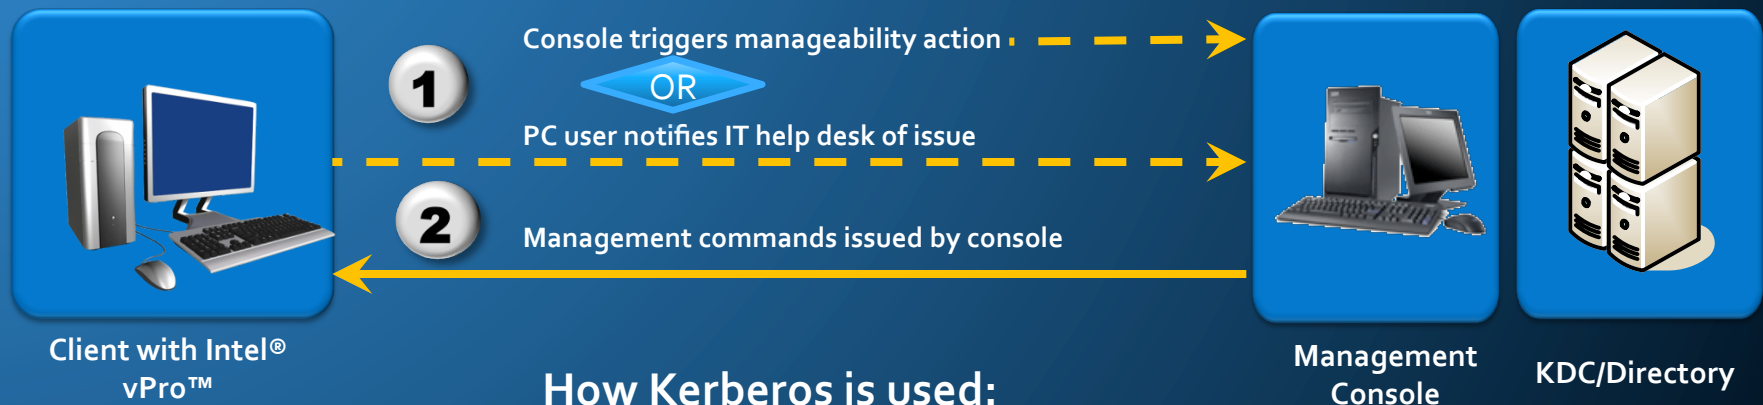 Console triggers manageability action
1
OR
PC user notifies IT help desk of issue
2
Management commands issued by console
Client with Intel®
vPro™
Management
Console
KDC/Directory
How Kerberos is used: